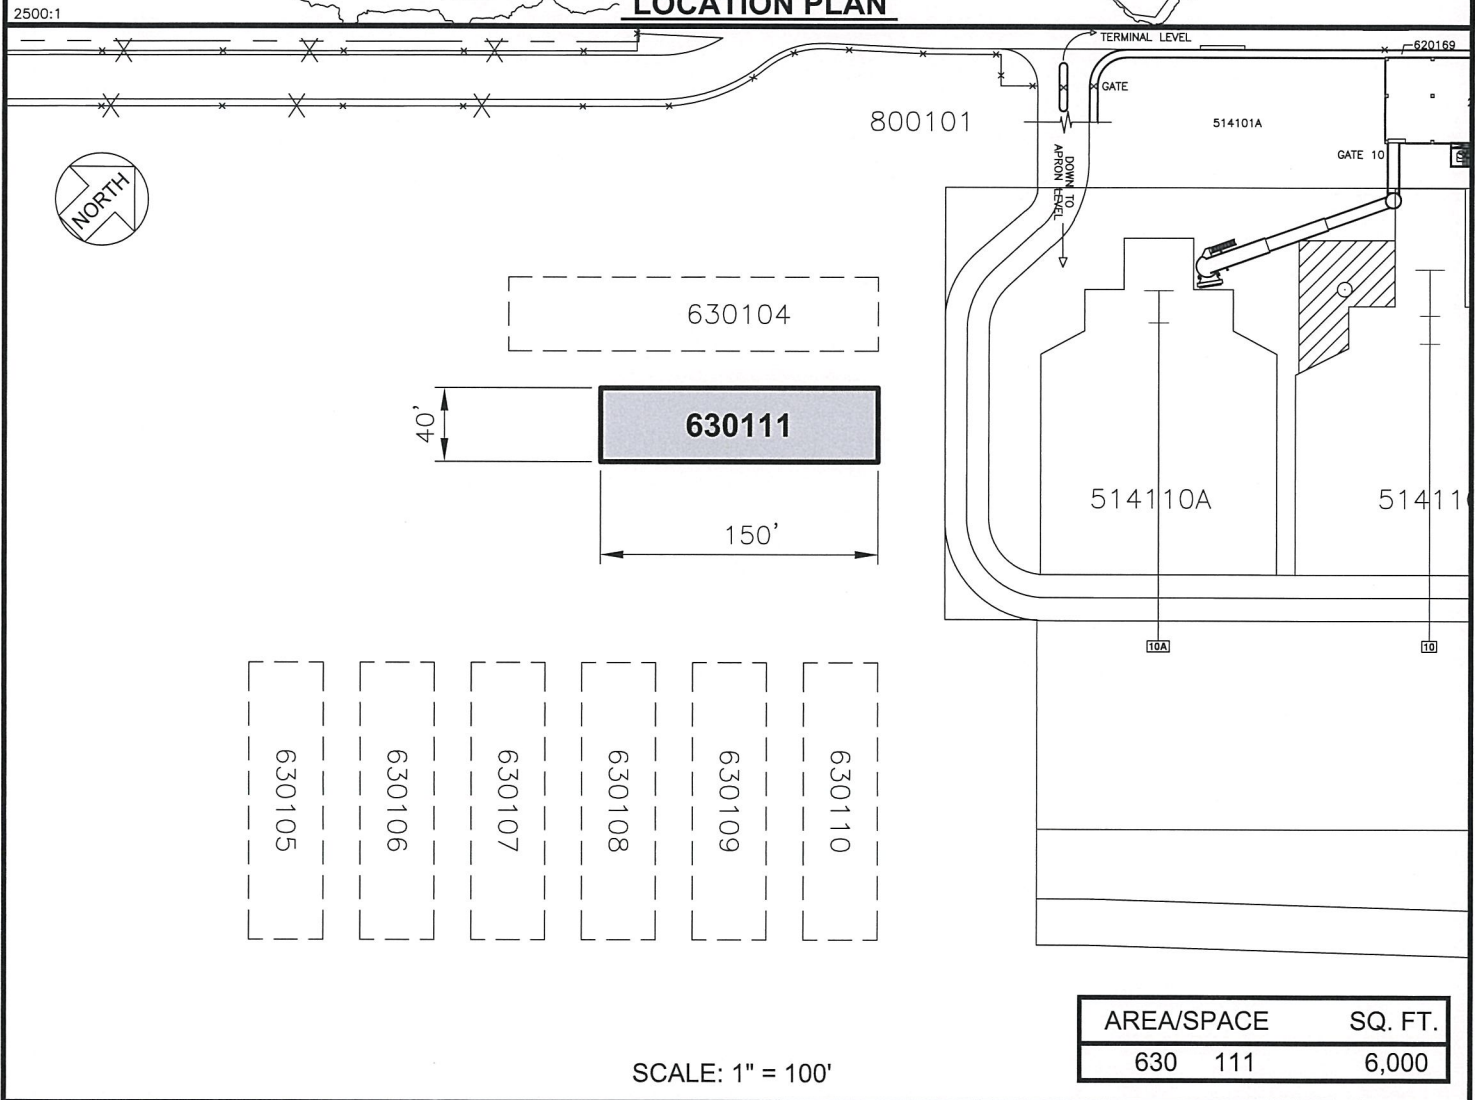 LOCATION PLAN
2500:1
TERMINAL LEVEL
620169
GATE
800101
514101A
GATE 10
DOWN TO
APRON LEVEL
NORTH
630104
40'
630111
150'
514110A
51411
10A
10
630105
630106
630107
630108
630109
630110
AREA/SPACE SQ. FT.
630 111 6,000
SCALE: 1" = 100'